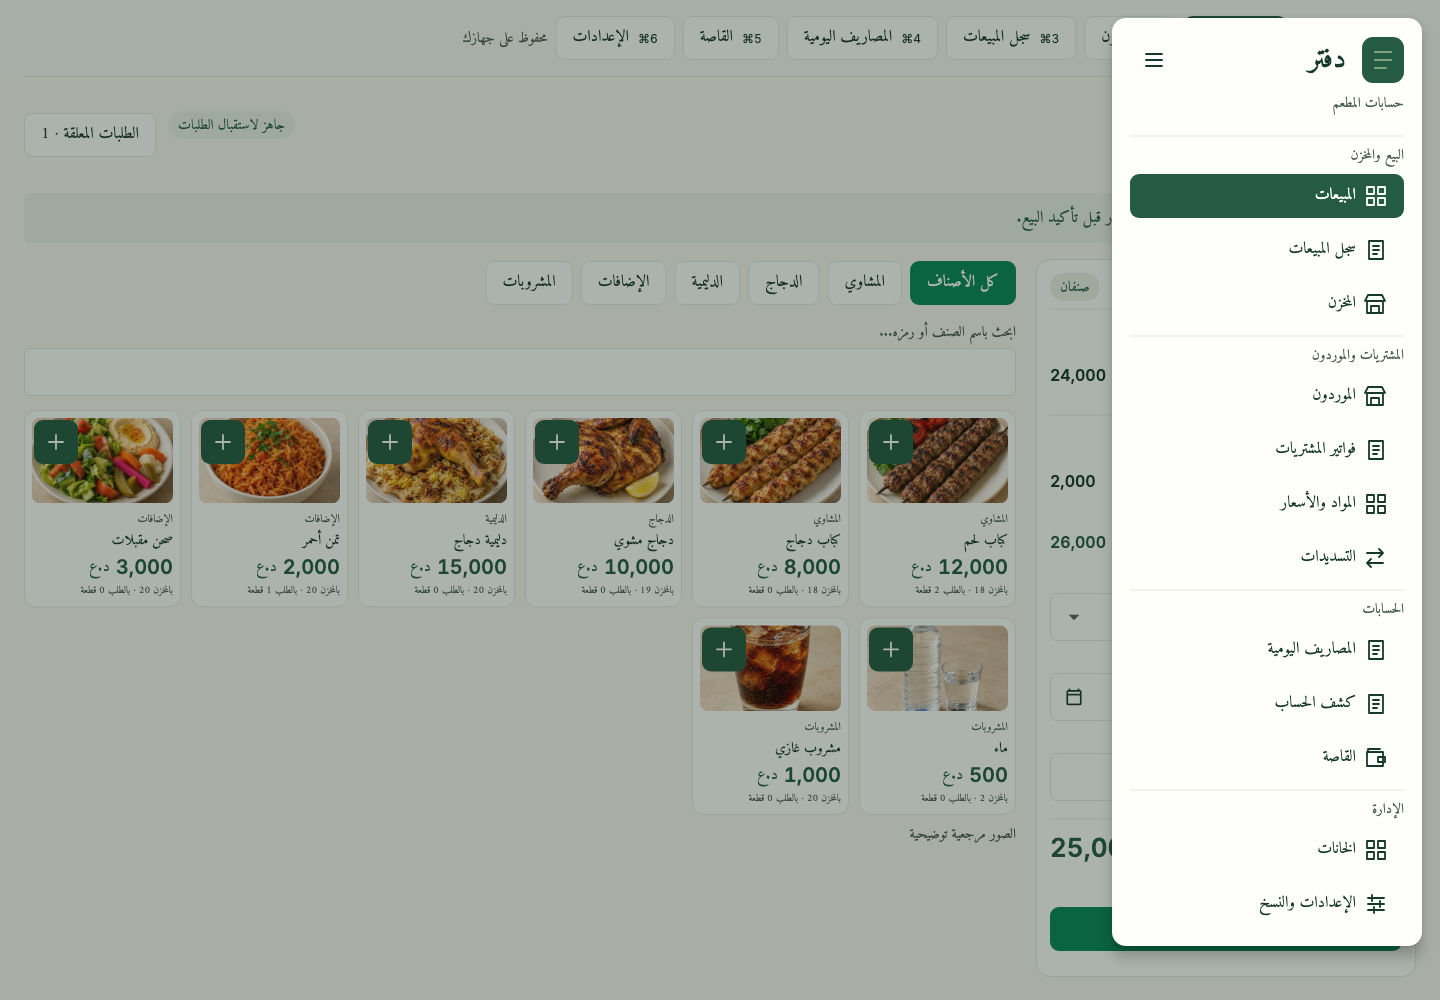 دفتر
حسابات المطعم
البيع والمخزن
المبيعات
سجل المبيعات
المخزن
المشتريات والموردون
الموردون
فواتير المشتريات
المواد والأسعار
التسديدات
الحسابات
المصاريف اليومية
كشف الحساب
القاصة
الإدارة
الخانات
الإعدادات والنسخ
سجل المبيعات ⌘3
المصاريف اليومية ⌘4
القاصة ⌘5
الإعدادات ⌘6
محفوظ على جهازك
جاهز لاستقبال الطلبات
الطلبات المعلقة · 1
قبل تأكيد البيع.
صنفان
24,000
2,000
26,000
كل الأصناف
المشاوي
الدجاج
الدليمية
الإضافات
المشروبات
ابحث باسم الصنف أو رمزه...
المشاوي
كباب لحم
12,000 د.ع
بالمخزن 18 · بالطلب 2 قطعة
المشاوي
كباب دجاج
8,000 د.ع
بالمخزن 18 · بالطلب 0 قطعة
الدجاج
دجاج مشوي
10,000 د.ع
بالمخزن 19 · بالطلب 0 قطعة
الدليمية
دليمية دجاج
15,000 د.ع
بالمخزن 20 · بالطلب 0 قطعة
الإضافات
تمن أحمر
2,000 د.ع
بالمخزن 20 · بالطلب 1 قطعة
الإضافات
صحن مقبلات
3,000 د.ع
بالمخزن 20 · بالطلب 0 قطعة
المشروبات
ماء
500 د.ع
بالمخزن 2 · بالطلب 0 قطعة
المشروبات
مشروب غازي
1,000 د.ع
بالمخزن 20 · بالطلب 0 قطعة
الصور مرجعية توضيحية